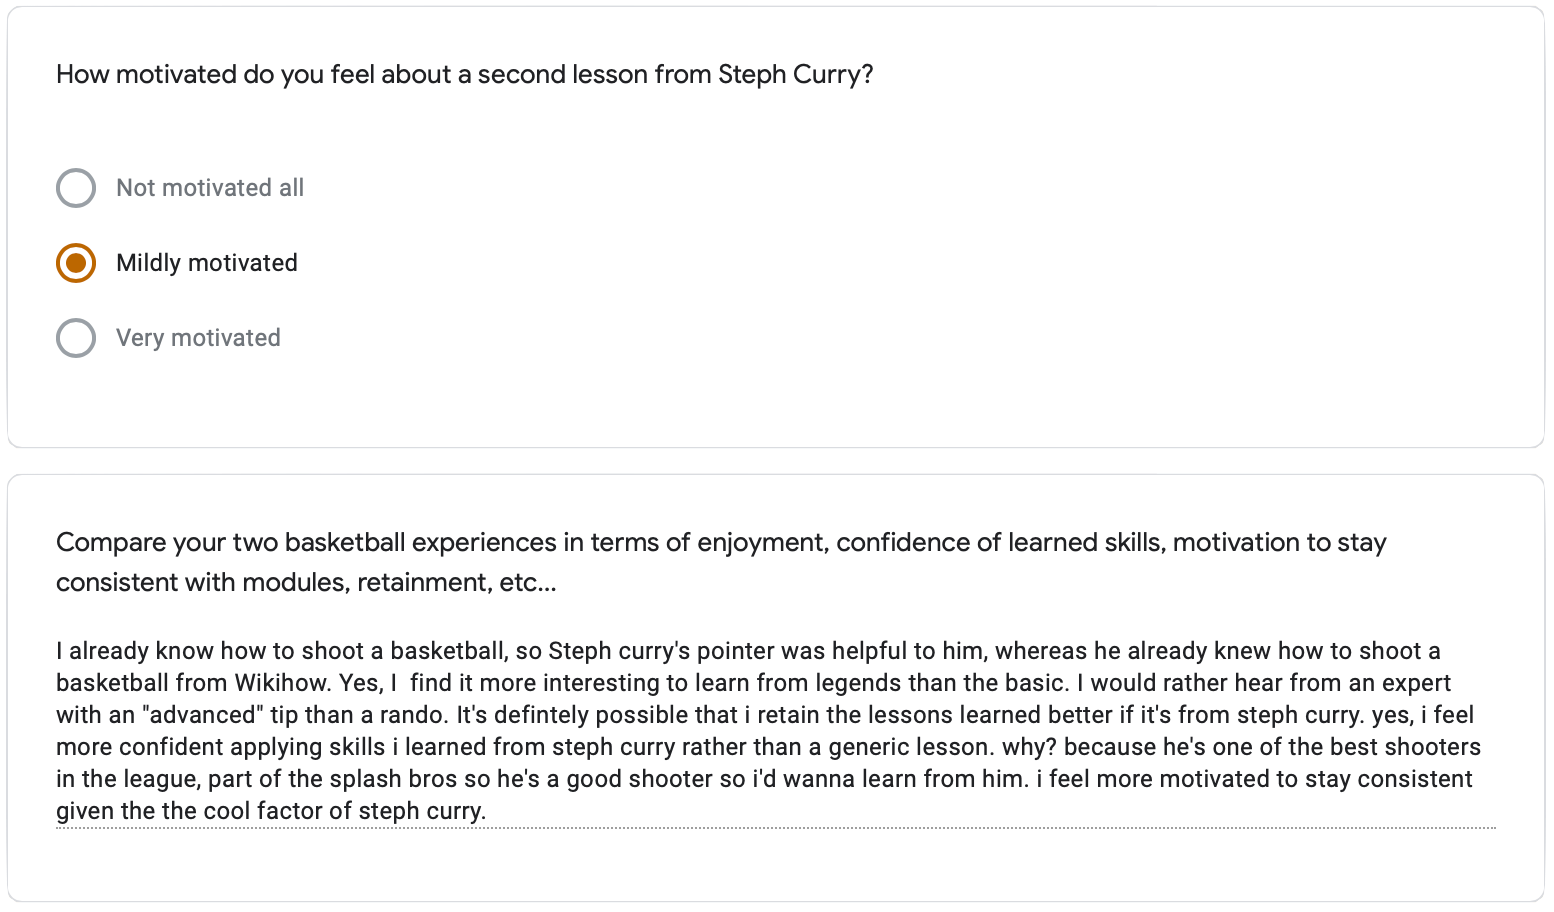 How motivated do you feel about a second lesson from Steph Curry?
Not motivated all
Mildly motivated
Very motivated
Compare your two basketball experiences in terms of enjoyment, confidence of learned skills, motivation to stay
consistent with modules, retainment, etc...
I already know how to shoot a basketball, so Steph curry's pointer was helpful to him, whereas he already knew how to shoot a
basketball from Wikihow. Yes, I  find it more interesting to learn from legends than the basic. I would rather hear from an expert
with an "advanced" tip than a rando. It's defintely possible that i retain the lessons learned better if it's from steph curry. yes, i feel
more confident applying skills i learned from steph curry rather than a generic lesson. why? because he's one of the best shooters
in the league, part of the splash bros so he's a good shooter so i'd wanna learn from him. i feel more motivated to stay consistent
given the the cool factor of steph curry.